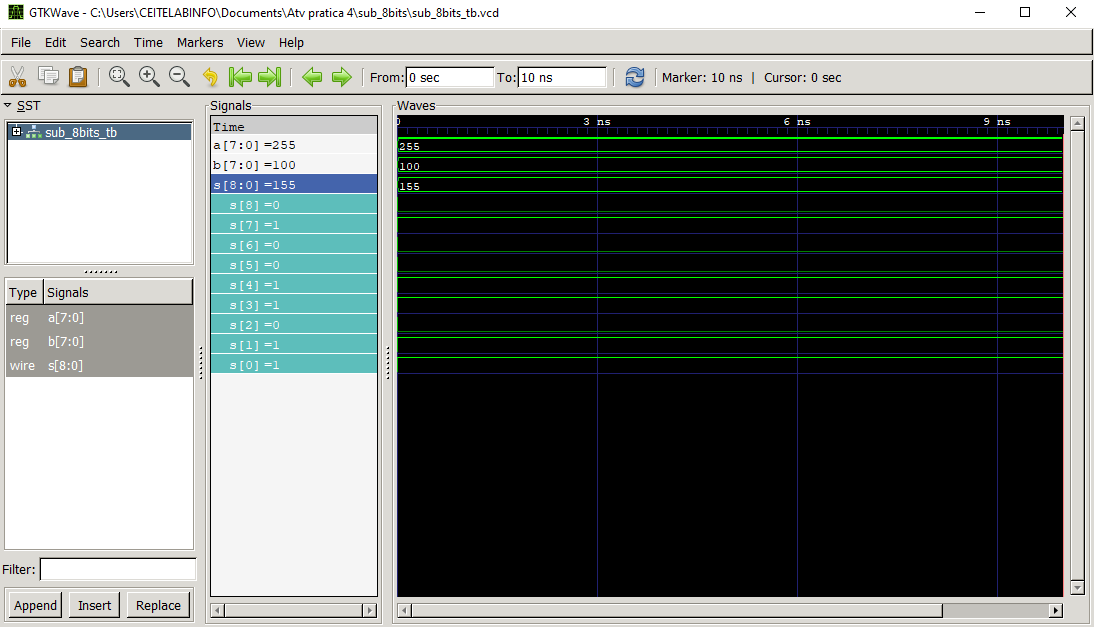 GTKWave - C:\Users\CEITELABINFO\Documents\Atv pratica 4\sub_8bits\sub_8bits_tb.vcd
File Edit Search Time Markers View Help
From: 0 sec To: 10 ns Marker: 10 ns | Cursor: 0 sec
SST
sub_8bits_tb
Type Signals
reg a[7:0]
reg b[7:0]
wire s[8:0]
Filter:
Append Insert Replace
Signals
Time
a[7:0] =255
b[7:0] =100
s[8:0] =155
s[8] =0
s[7] =1
s[6] =0
s[5] =0
s[4] =1
s[3] =1
s[2] =0
s[1] =1
s[0] =1
Waves
0 3 ns 6 ns 9 ns
255
100
155